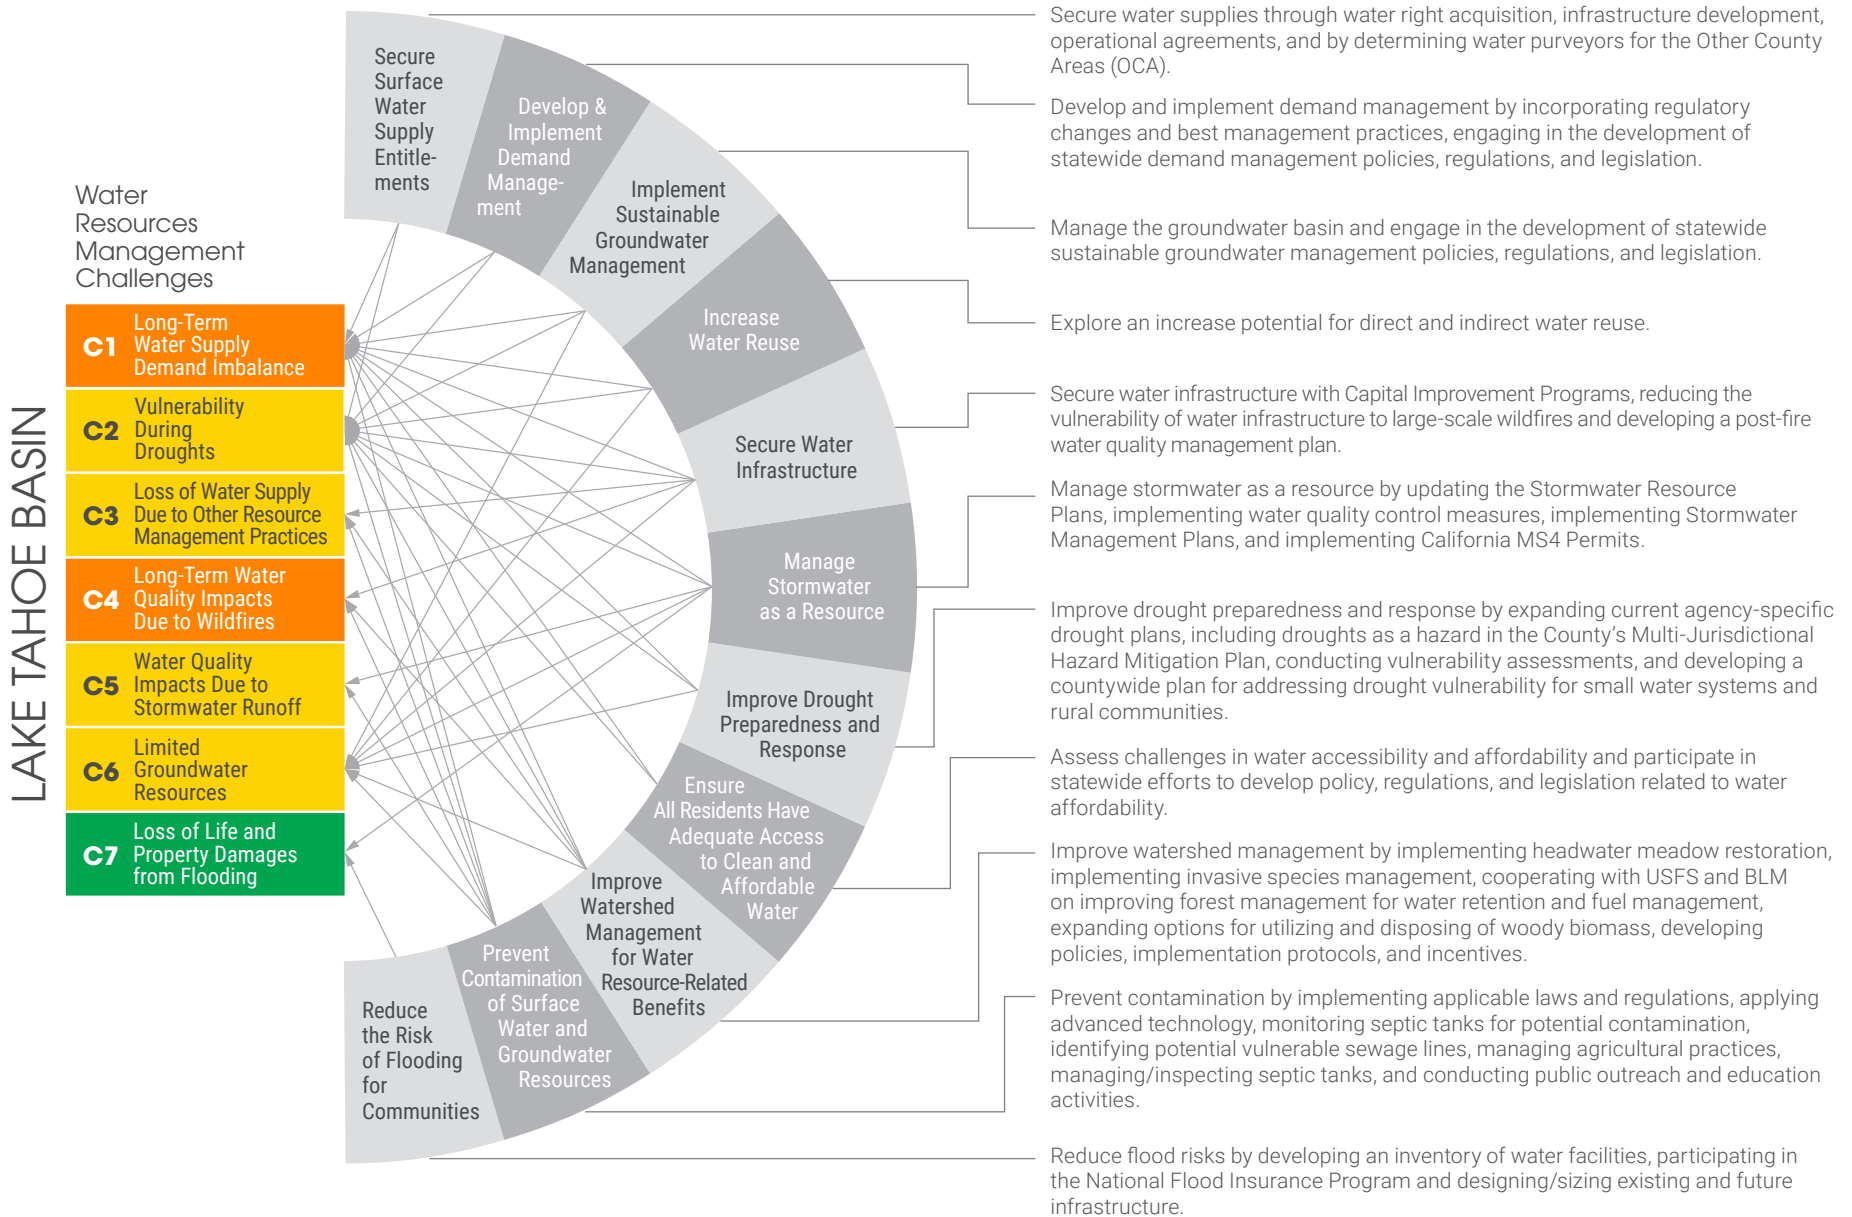 LAKE TAHOE BASIN
Water
Resources
Management
Challenges
C1
Long-Term
Water Supply
Demand Imbalance
C2
Vulnerability
During
Droughts
C3
Loss of Water Supply
Due to Other Resource
Management Practices
C4
Long-Term Water
Quality Impacts
Due to Wildfires
C5
Water Quality
Impacts Due to
Stormwater Runoff
C6
Limited
Groundwater
Resources
C7
Loss of Life and
Property Damages
from Flooding
Secure
Surface
Water
Supply
Entitle-
ments
Develop &
Implement
Demand
Manage-
ment
Implement
Sustainable
Groundwater
Management
Increase
Water Reuse
Secure Water
Infrastructure
Manage
Stormwater
as a Resource
Improve Drought
Preparedness and
Response
Ensure
All Residents Have
Adequate Access
to Clean and
Affordable
Water
Improve
Watershed
Management
for Water
Resource-Related
Benefits
Prevent
Contamination
of Surface
Water and
Groundwater
Resources
Reduce
the Risk
of Flooding
for
Communities
Secure water supplies through water right acquisition, infrastructure development,
operational agreements, and by determining water purveyors for the Other County
Areas (OCA).
Develop and implement demand management by incorporating regulatory
changes and best management practices, engaging in the development of
statewide demand management policies, regulations, and legislation.
Manage the groundwater basin and engage in the development of statewide
sustainable groundwater management policies, regulations, and legislation.
Explore an increase potential for direct and indirect water reuse.
Secure water infrastructure with Capital Improvement Programs, reducing the
vulnerability of water infrastructure to large-scale wildfires and developing a post-fire
water quality management plan.
Manage stormwater as a resource by updating the Stormwater Resource
Plans, implementing water quality control measures, implementing Stormwater
Management Plans, and implementing California MS4 Permits.
Improve drought preparedness and response by expanding current agency-specific
drought plans, including droughts as a hazard in the County's Multi-Jurisdictional
Hazard Mitigation Plan, conducting vulnerability assessments, and developing a
countywide plan for addressing drought vulnerability for small water systems and
rural communities.
Assess challenges in water accessibility and affordability and participate in
statewide efforts to develop policy, regulations, and legislation related to water
affordability.
Improve watershed management by implementing headwater meadow restoration,
implementing invasive species management, cooperating with USFS and BLM
on improving forest management for water retention and fuel management,
expanding options for utilizing and disposing of woody biomass, developing
policies, implementation protocols, and incentives.
Prevent contamination by implementing applicable laws and regulations, applying
advanced technology, monitoring septic tanks for potential contamination,
identifying potential vulnerable sewage lines, managing agricultural practices,
managing/inspecting septic tanks, and conducting public outreach and education
activities.
Reduce flood risks by developing an inventory of water facilities, participating in
the National Flood Insurance Program and designing/sizing existing and future
infrastructure.